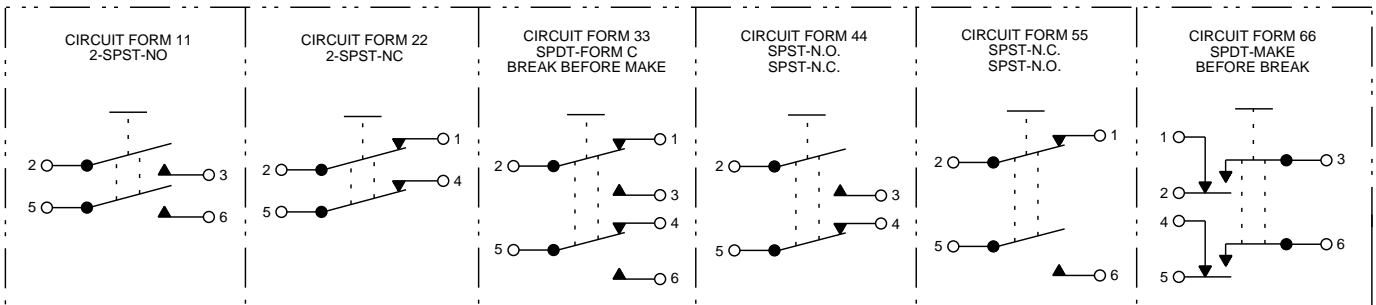 CIRCUIT FORM 11
2-SPST-NO
2
3
5
6
CIRCUIT FORM 22
2-SPST-NC
1
2
4
5
CIRCUIT FORM 33
SPDT-FORM C
BREAK BEFORE MAKE
1
2
3
4
5
6
CIRCUIT FORM 44
SPST-N.O.
SPST-N.C.
2
3
4
5
CIRCUIT FORM 55
SPST-N.C.
SPST-N.O.
1
2
5
6
CIRCUIT FORM 66
SPDT-MAKE
BEFORE BREAK
1
3
2
4
6
5